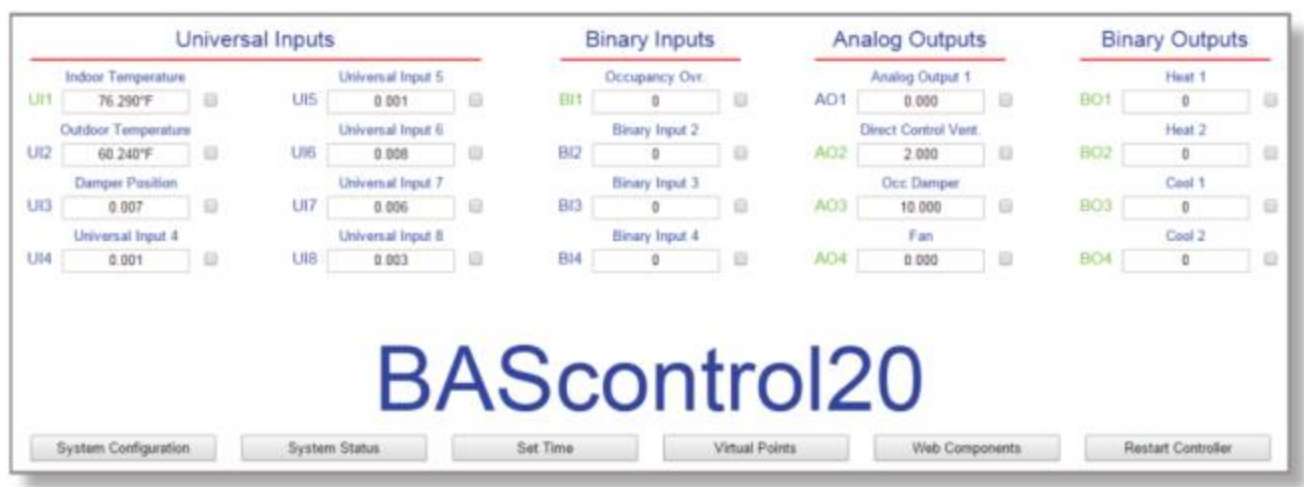 Universal Inputs Binary Inputs Analog Outputs Binary Outputs
Indoor Temperature Universal Input 5 Occupancy Ovr. Analog Output 1 Heat 1
UI1 76.290°F UI5 0.001 BI1 0 AO1 0.000 BO1 0
Outdoor Temperature Universal Input 6 Binary Input 2 Direct Control Vent. Heat 2
UI2 60.240°F UI6 0.008 BI2 0 AO2 2.000 BO2 0
Damper Position Universal Input 7 Binary Input 3 Occ Damper Cool 1
UI3 0.007 UI7 0.006 BI3 0 AO3 10.000 BO3 0
Universal Input 4 Universal Input 8 Binary Input 4 Fan Cool 2
UI4 0.001 UI8 0.003 BI4 0 AO4 0.000 BO4 0
BAScontrol20
System Configuration System Status Set Time Virtual Points Web Components Restart Controller